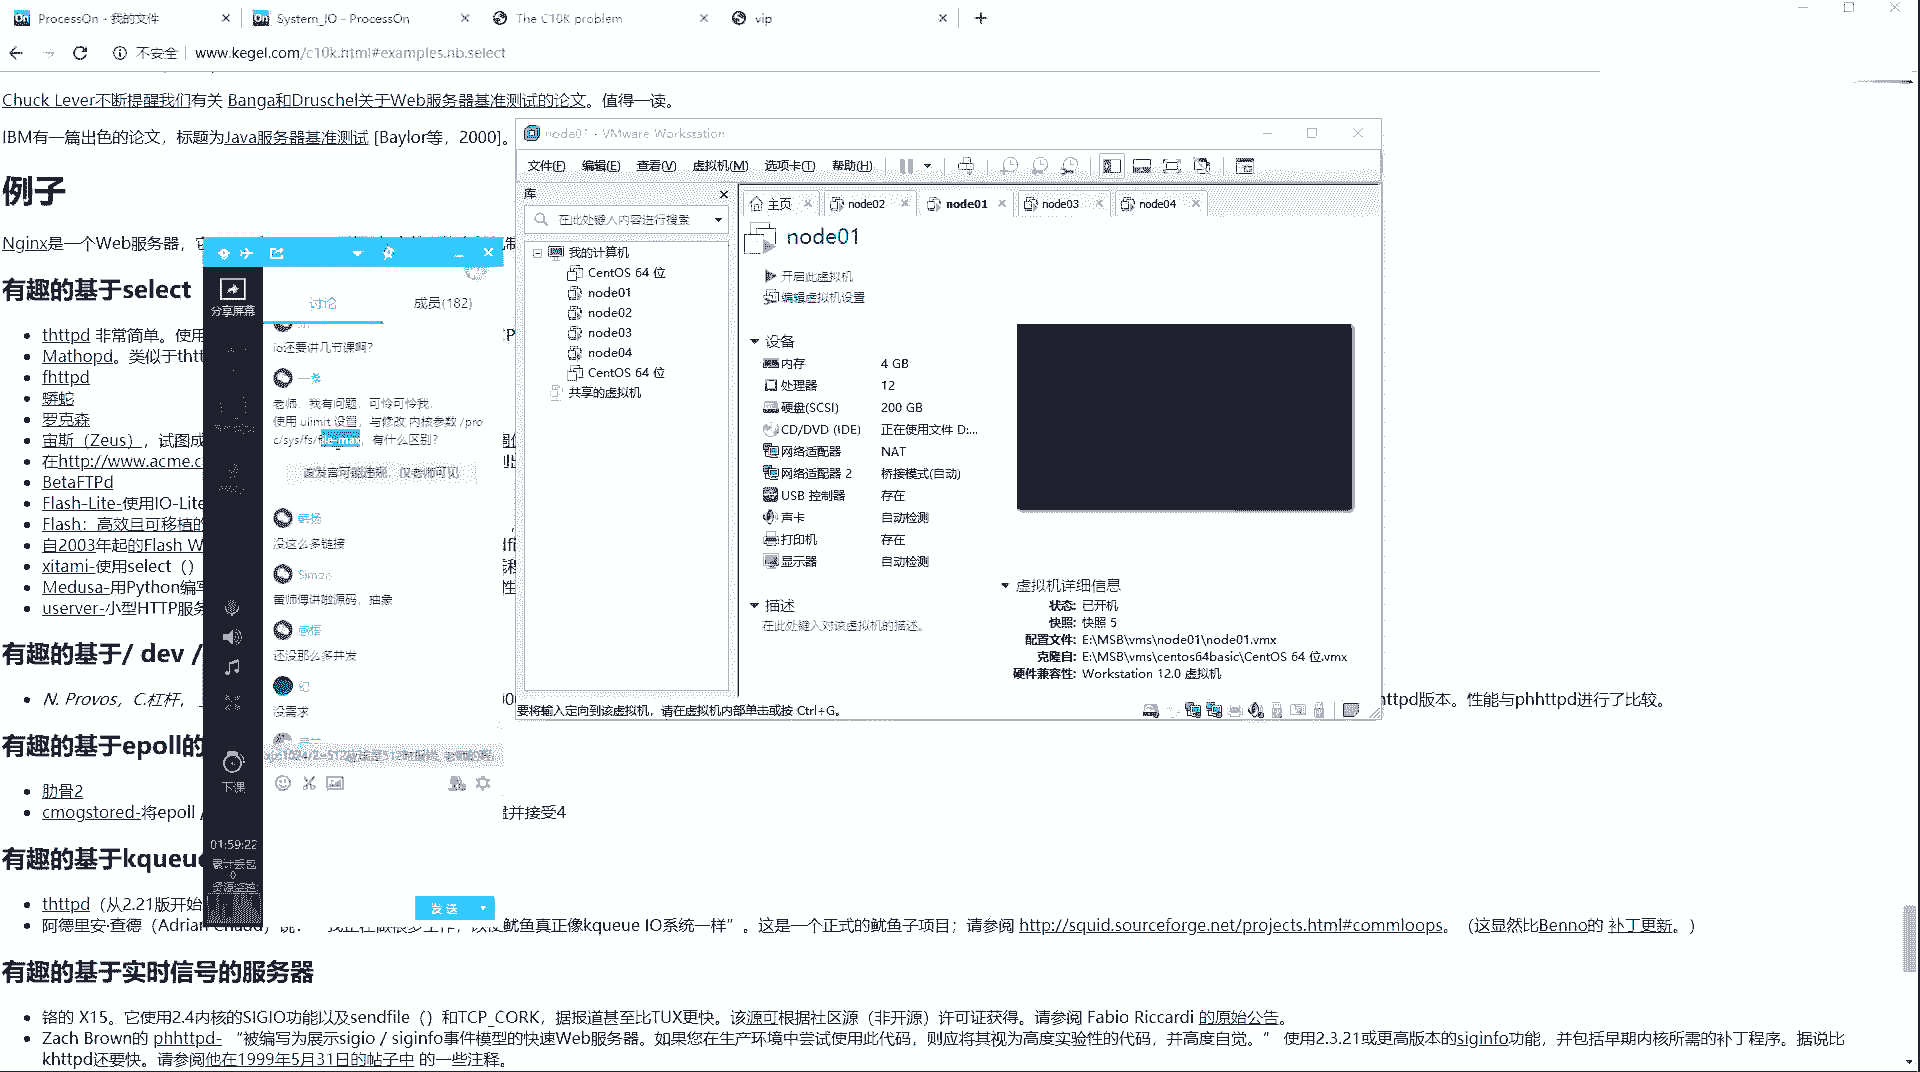 ProcessOn - 我的文件
System_IO - ProcessOn
The C10K problem
vip
不安全
www.kegel.com/c10k.html#examples.nb.select
Chuck Lever不断提醒我们有关 Banga和Druschel关于Web服务器基准测试的论文。值得一读。
IBM有一篇出色的论文，标题为Java服务器基准测试 [Baylor等，2000]。
例子
Nginx是一个Web服务器，
有趣的基于select
thttpd 非常简单。使用
Mathopd。类似于thtt
fhttpd
蟒蛇
罗克森
宙斯（Zeus），试图成
在http://www.acme.c
BetaFTPd
Flash-Lite-使用IO-Lite
Flash：高效且可移植的
自2003年起的Flash W
xitami-使用select（）
Medusa-用Python编写
userver-小型HTTP服务
有趣的基于/ dev /
N. Provos，C.杠杆，
httpd版本。性能与phhttpd进行了比较。
有趣的基于epoll的
肋骨2
cmogstored-将epoll /
并接受4
有趣的基于kqueue
thttpd（从2.21版开始
阿德里安·查德（Adrian Chadd）说：“我正在做很多工作，以使鱿鱼真正像kqueue IO系统一样”。这是一个正式的鱿鱼子项目；请参阅 http://squid.sourceforge.net/projects.html#commloops。（这显然比Benno的 补丁更新。）
有趣的基于实时信号的服务器
铬的 X15。它使用2.4内核的SIGIO功能以及sendfile（）和TCP_CORK，据报道甚至比TUX更快。该源可根据社区源（非开源）许可证获得。请参阅 Fabio Riccardi 的原始公告。
Zach Brown的 phhttpd- “被编写为展示sigio / siginfo事件模型的快速Web服务器。如果您在生产环境中尝试使用此代码，则应将其视为高度实验性的代码，并高度自觉。” 使用2.3.21或更高版本的siginfo功能，并包括早期内核所需的补丁程序。据说比
khttpd还要快。请参阅他在1999年5月31日的帖子中 的一些注释。
分享屏幕
下课
01:59:22
累计丢包
0
讨论
成员(182)
io还要讲几节课啊？
一条
老师，我有问题，可怜可怜我，
使用 ulimit 设置，与修改 内核参数 /pro
c/sys/fs/file-max，有什么区别？
该发言可能违规，仅老师可见
没这么多链接
Simon
雷师傅讲啦源码，抽象
还没那么多并发
幻
没需求
发送
node01 - VMware Workstation
文件(F)
编辑(E)
查看(V)
虚拟机(M)
选项卡(T)
帮助(H)
库
在此处键入内容进行搜索
我的计算机
CentOS 64 位
node01
node02
node03
node04
CentOS 64 位
共享的虚拟机
主页
node02
node01
node03
node04
node01
开启此虚拟机
编辑虚拟机设置
设备
内存 4 GB
处理器 12
硬盘(SCSI) 200 GB
CD/DVD (IDE) 正在使用文件 D:...
网络适配器 NAT
网络适配器 2 桥接模式(自动)
USB 控制器 存在
声卡 自动检测
打印机 存在
显示器 自动检测
描述
在此处键入对该虚拟机的描述。
虚拟机详细信息
状态: 已开机
快照: 快照 5
配置文件: E:\MSB\vms\node01\node01.vmx
克隆自: E:\MSB\vms\centos64basic\CentOS 64 位.vmx
硬件兼容性: Workstation 12.0 虚拟机
要将输入定向到该虚拟机，请在虚拟机内部单击或按 Ctrl+G。